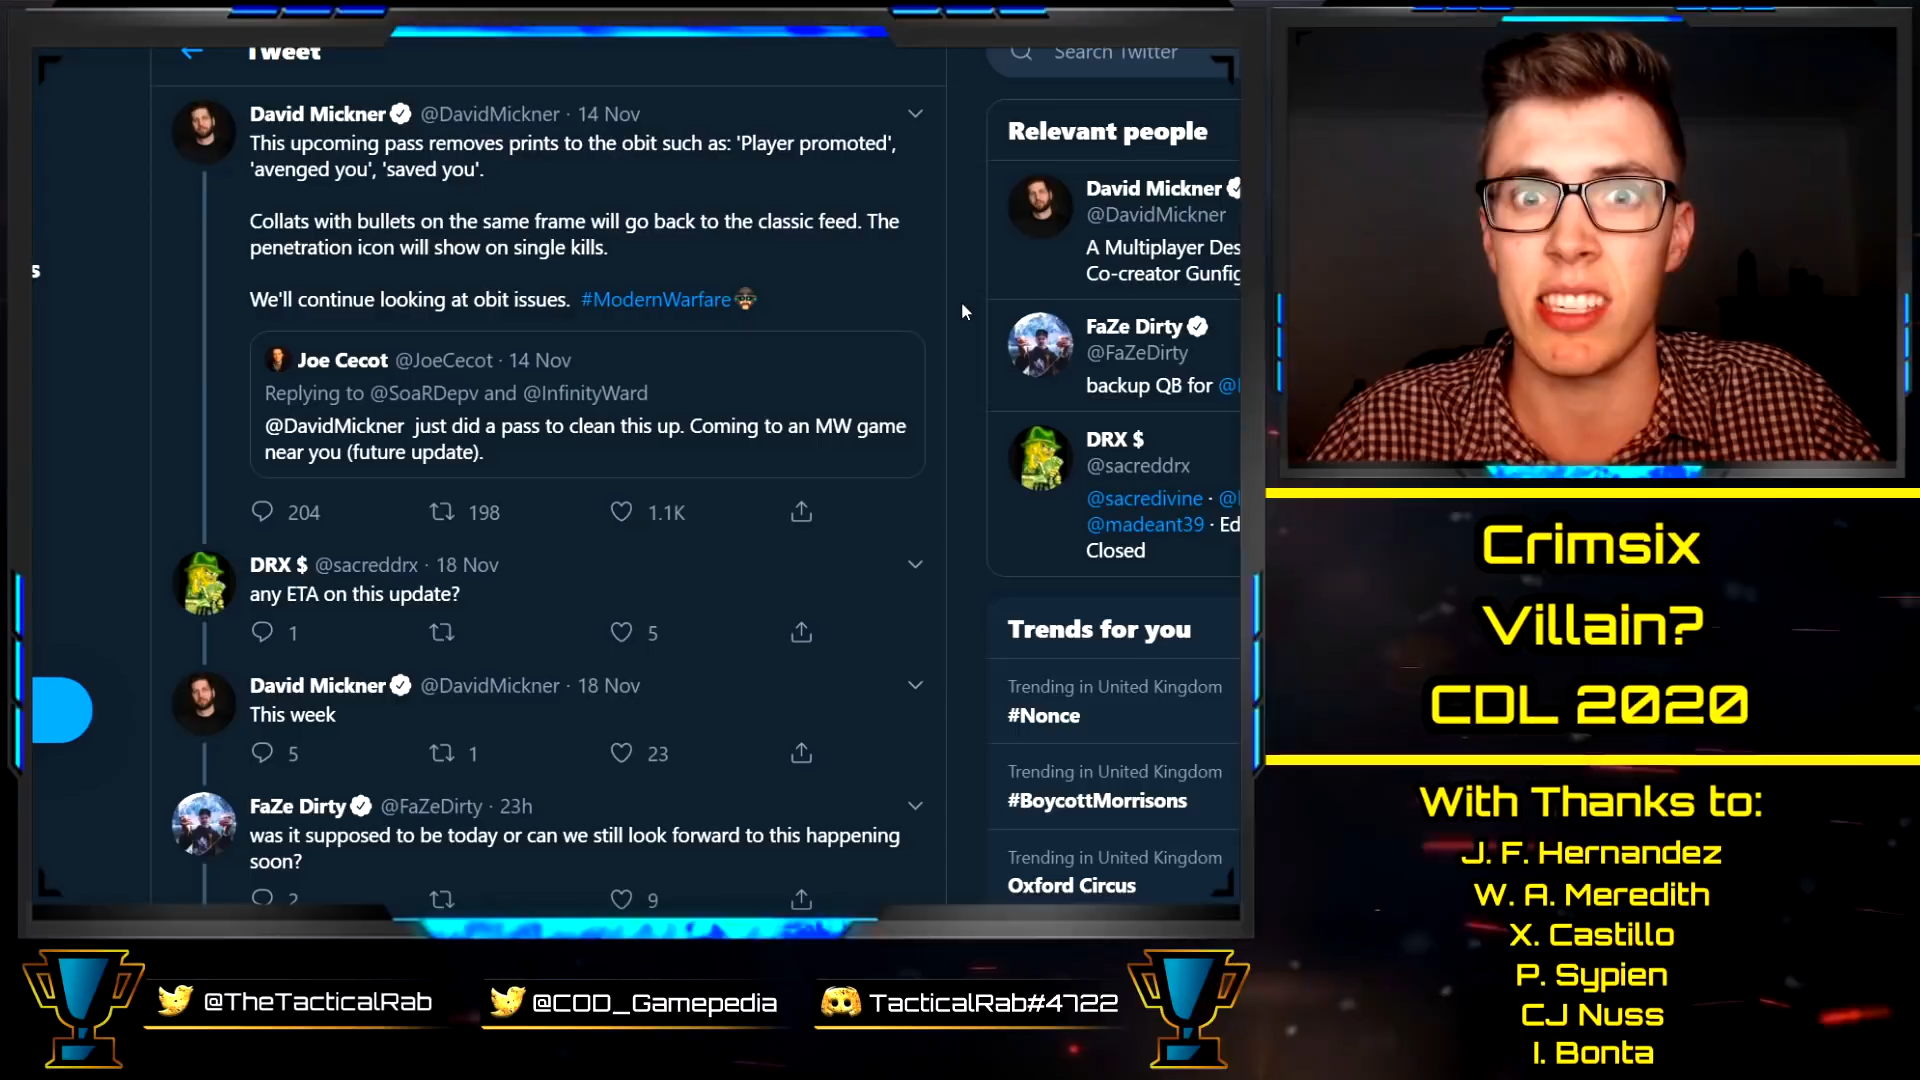 Tweet
Search Twitter
David Mickner @DavidMickner · 14 Nov
This upcoming pass removes prints to the obit such as: 'Player promoted',
'avenged you', 'saved you'.
Collats with bullets on the same frame will go back to the classic feed. The
penetration icon will show on single kills.
We'll continue looking at obit issues. #ModernWarfare
Joe Cecot @JoeCecot · 14 Nov
Replying to @SoaRDepv and @InfinityWard
@DavidMickner just did a pass to clean this up. Coming to an MW game
near you (future update).
204 198 1.1K
DRX $ @sacreddrx · 18 Nov
any ETA on this update?
1 5
David Mickner @DavidMickner · 18 Nov
This week
5 1 23
FaZe Dirty @FaZeDirty · 23h
was it supposed to be today or can we still look forward to this happening
soon?
2 9
s
Relevant people
David Mickner
@DavidMickner
A Multiplayer Des
Co-creator Gunfig
FaZe Dirty
@FaZeDirty
backup QB for @
DRX $
@sacreddrx
@sacredivine · @
@madeant39 · Ed
Closed
Trends for you
Trending in United Kingdom
#Nonce
Trending in United Kingdom
#BoycottMorrisons
Trending in United Kingdom
Oxford Circus
Crimsix
Villain?
CDL 2020
With Thanks to:
J. F. Hernandez
W. A. Meredith
X. Castillo
P. Sypien
CJ Nuss
I. Bonta
@TheTacticalRab
@COD_Gamepedia
TacticalRab#4722